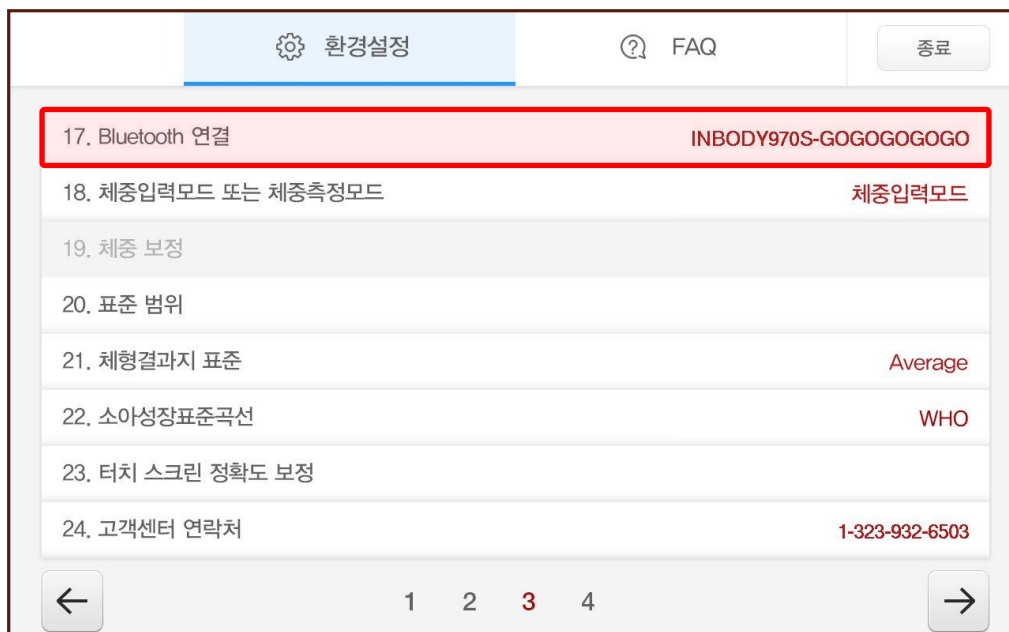 환경설정
FAQ
종료
17. Bluetooth 연결 INBODY970S-GOGOGOGOGO
18. 체중입력모드 또는 체중측정모드 체중입력모드
19. 체중 보정
20. 표준 범위
21. 체형결과지 표준 Average
22. 소아성장표준곡선 WHO
23. 터치 스크린 정확도 보정
24. 고객센터 연락처 1-323-932-6503
1 2 3 4